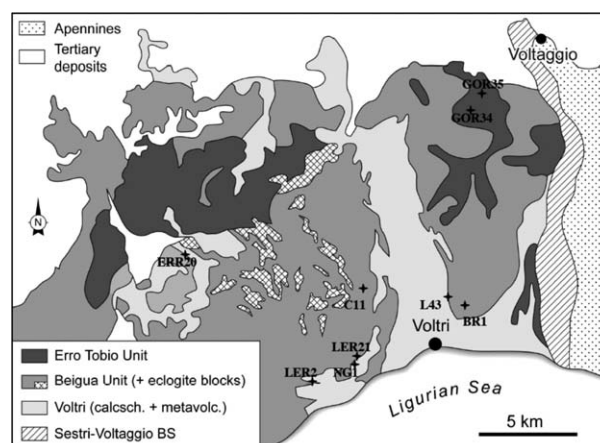 Apennines
Tertiary
deposits
Voltaggio
GOR35
GOR34
N
ERR20
C11
L43
BR1
Voltri
LER21
LER2
NG1
Ligurian Sea
5 km
Erro Tobio Unit
Beigua Unit (+ eclogite blocks)
Voltri (calcsch. + metavolc.)
Sestri-Voltaggio BS